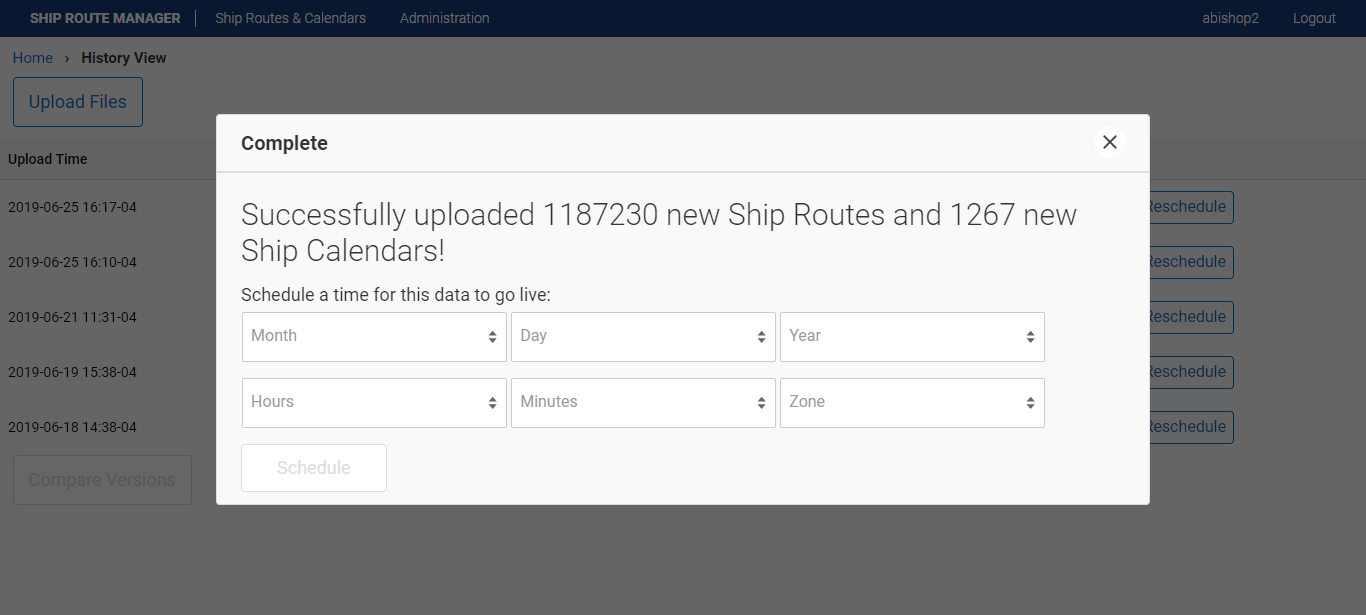 SHIP ROUTE MANAGER Ship Routes & Calendars Administration abishop2 Logout
Home › History View
Upload Files
Complete
Upload Time
Successfully uploaded 1187230 new Ship Routes and 1267 new
Ship Calendars!
2019-06-25 16:17-04 Reschedule
2019-06-25 16:10-04 Reschedule
Schedule a time for this data to go live:
2019-06-21 11:31-04 Reschedule
Month Day Year
2019-06-19 15:38-04 Reschedule
Hours Minutes Zone
2019-06-18 14:38-04 Reschedule
Schedule
Compare Versions